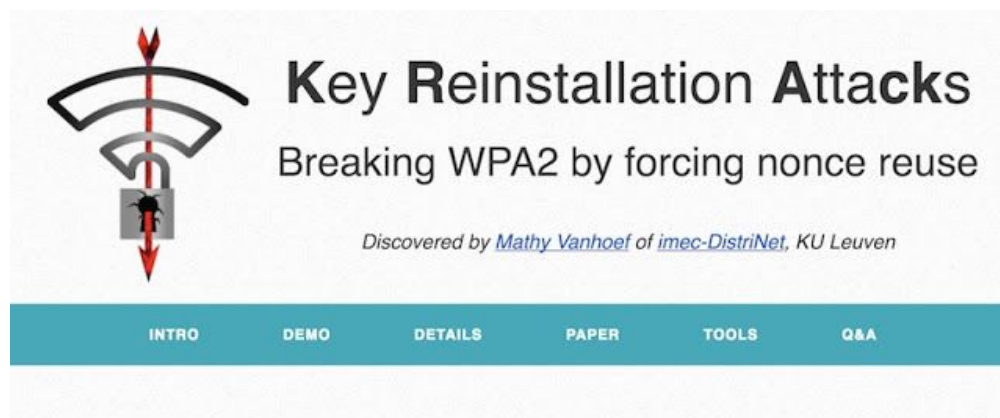 Key Reinstallation Attacks
Breaking WPA2 by forcing nonce reuse
Discovered by Mathy Vanhoef of imec-DistriNet, KU Leuven
INTRO DEMO DETAILS PAPER TOOLS Q&A